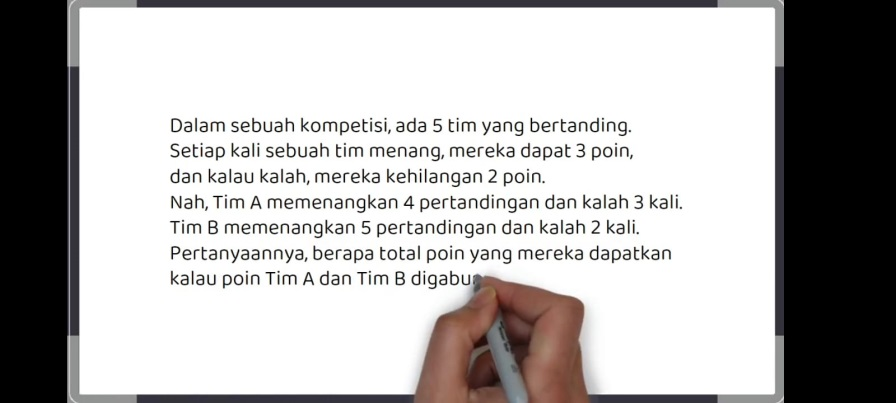 Dalam sebuah kompetisi, ada 5 tim yang bertanding.
Setiap kali sebuah tim menang, mereka dapat 3 poin,
dan kalau kalah, mereka kehilangan 2 poin.
Nah, Tim A memenangkan 4 pertandingan dan kalah 3 kali.
Tim B memenangkan 5 pertandingan dan kalah 2 kali.
Pertanyaannya, berapa total poin yang mereka dapatkan
kalau poin Tim A dan Tim B digabu